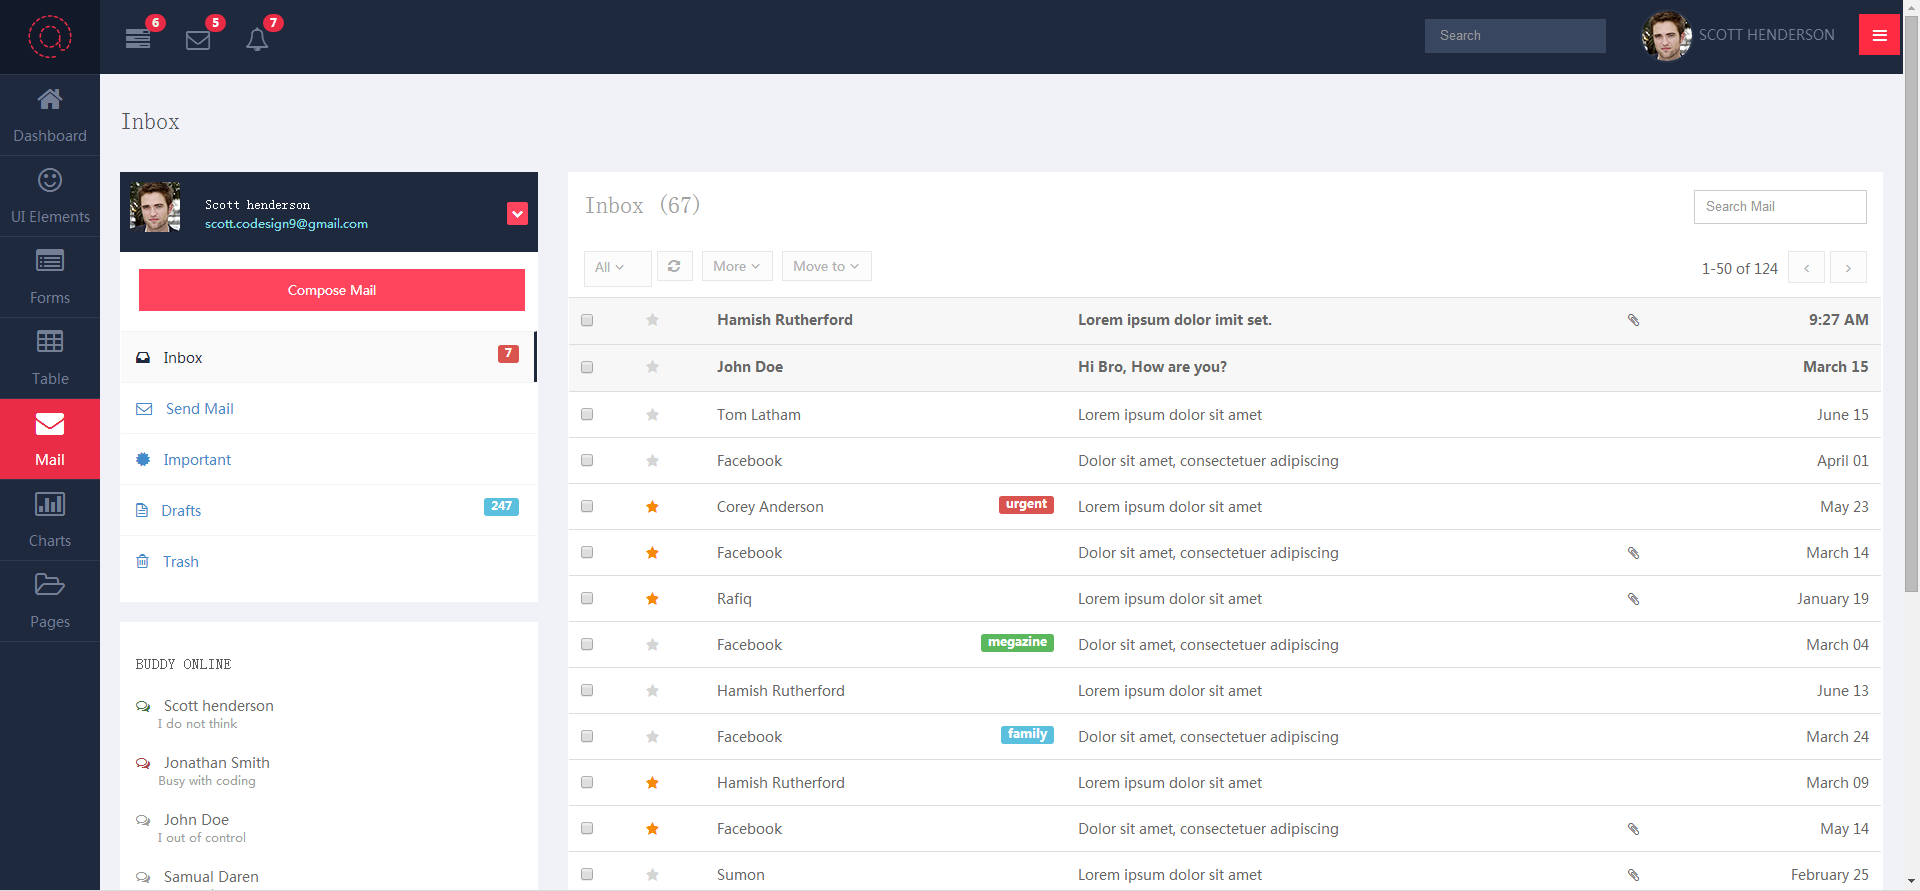 6 5 7
Search
SCOTT HENDERSON
Dashboard
UI Elements
Forms
Table
Mail
Charts
Pages
Inbox
Scott henderson
scott.codesign9@gmail.com
Compose Mail
Inbox 7
Send Mail
Important
Drafts 247
Trash
BUDDY ONLINE
Scott henderson
I do not think
Jonathan Smith
Busy with coding
John Doe
I out of control
Samual Daren
Inbox (67)
Search Mail
All More Move to 1-50 of 124
Hamish Rutherford Lorem ipsum dolor imit set. 9:27 AM
John Doe Hi Bro, How are you? March 15
Tom Latham Lorem ipsum dolor sit amet June 15
Facebook Dolor sit amet, consectetuer adipiscing April 01
Corey Anderson urgent Lorem ipsum dolor sit amet May 23
Facebook Dolor sit amet, consectetuer adipiscing March 14
Rafiq Lorem ipsum dolor sit amet January 19
Facebook megazine Dolor sit amet, consectetuer adipiscing March 04
Hamish Rutherford Lorem ipsum dolor sit amet June 13
Facebook family Dolor sit amet, consectetuer adipiscing March 24
Hamish Rutherford Lorem ipsum dolor sit amet March 09
Facebook Dolor sit amet, consectetuer adipiscing May 14
Sumon Lorem ipsum dolor sit amet February 25